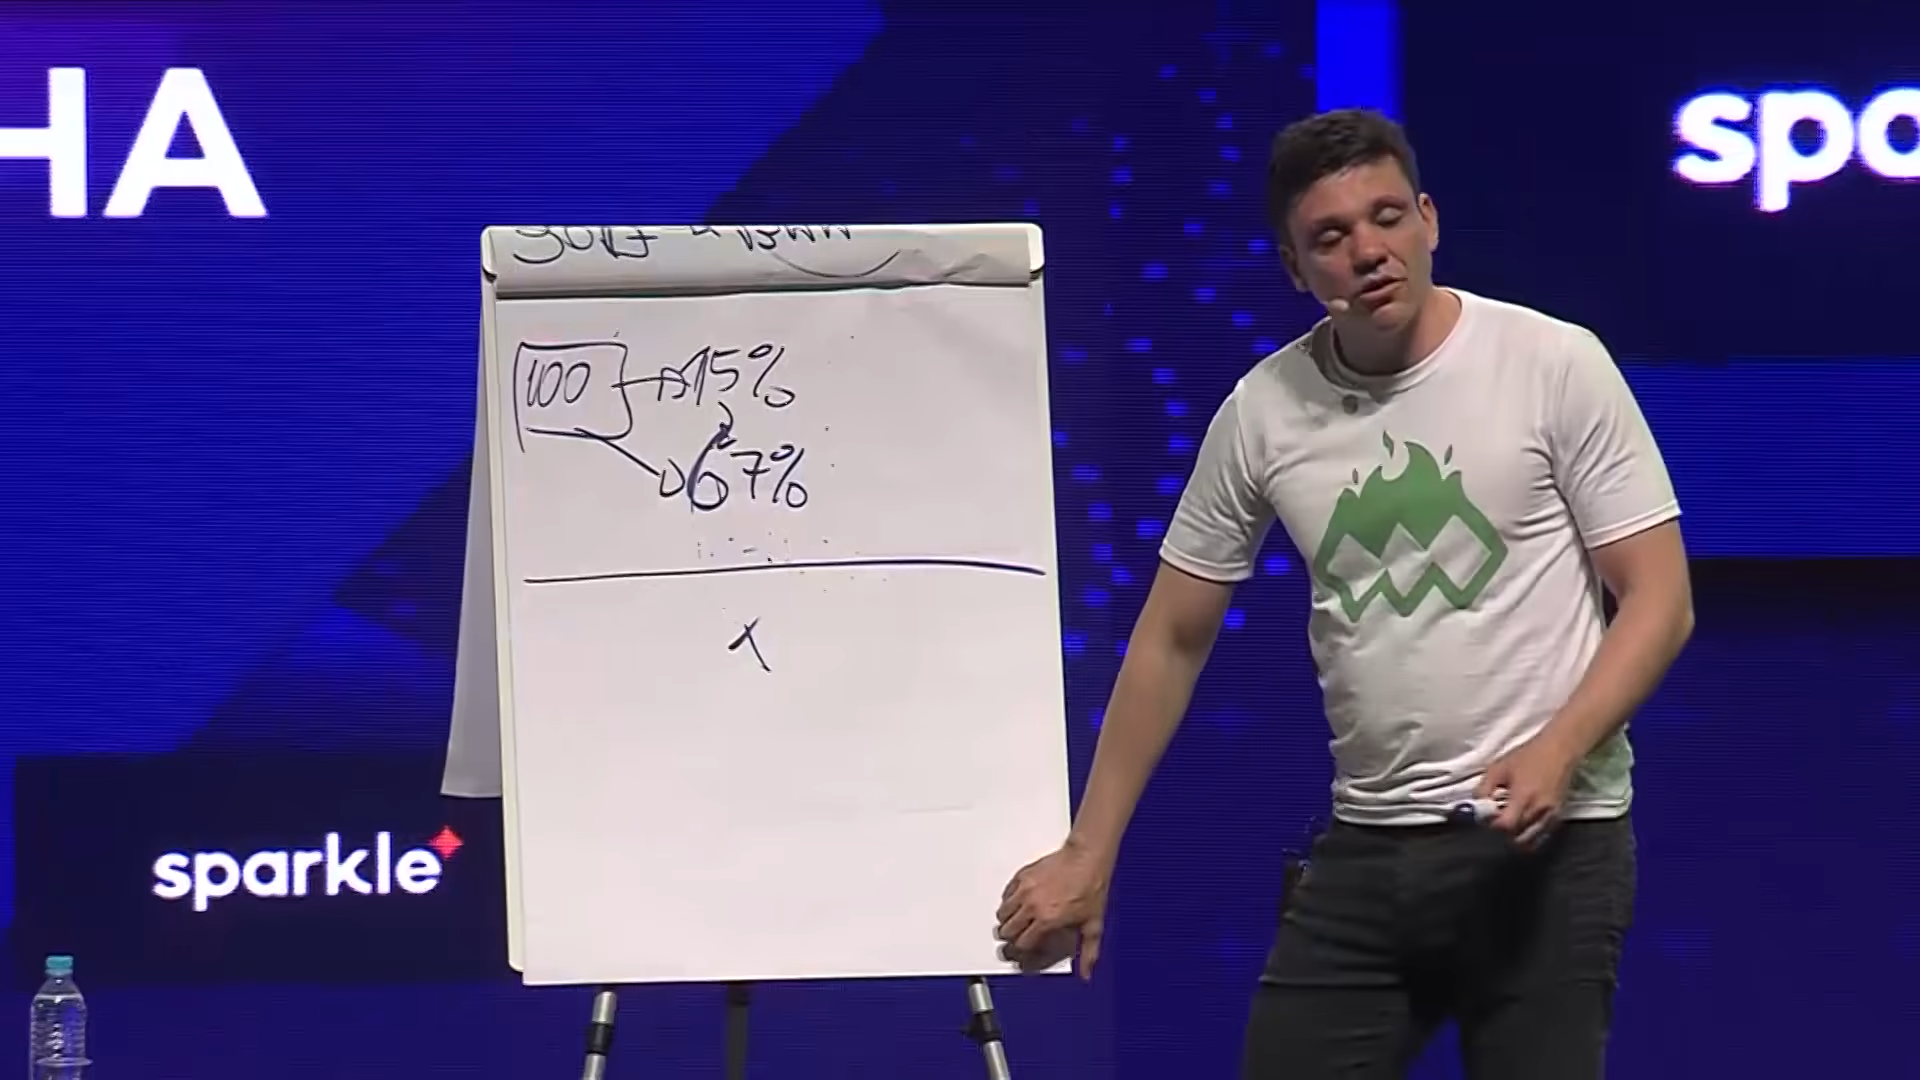 HA
spa
100 → 15%
→ 67%
x
sparkle